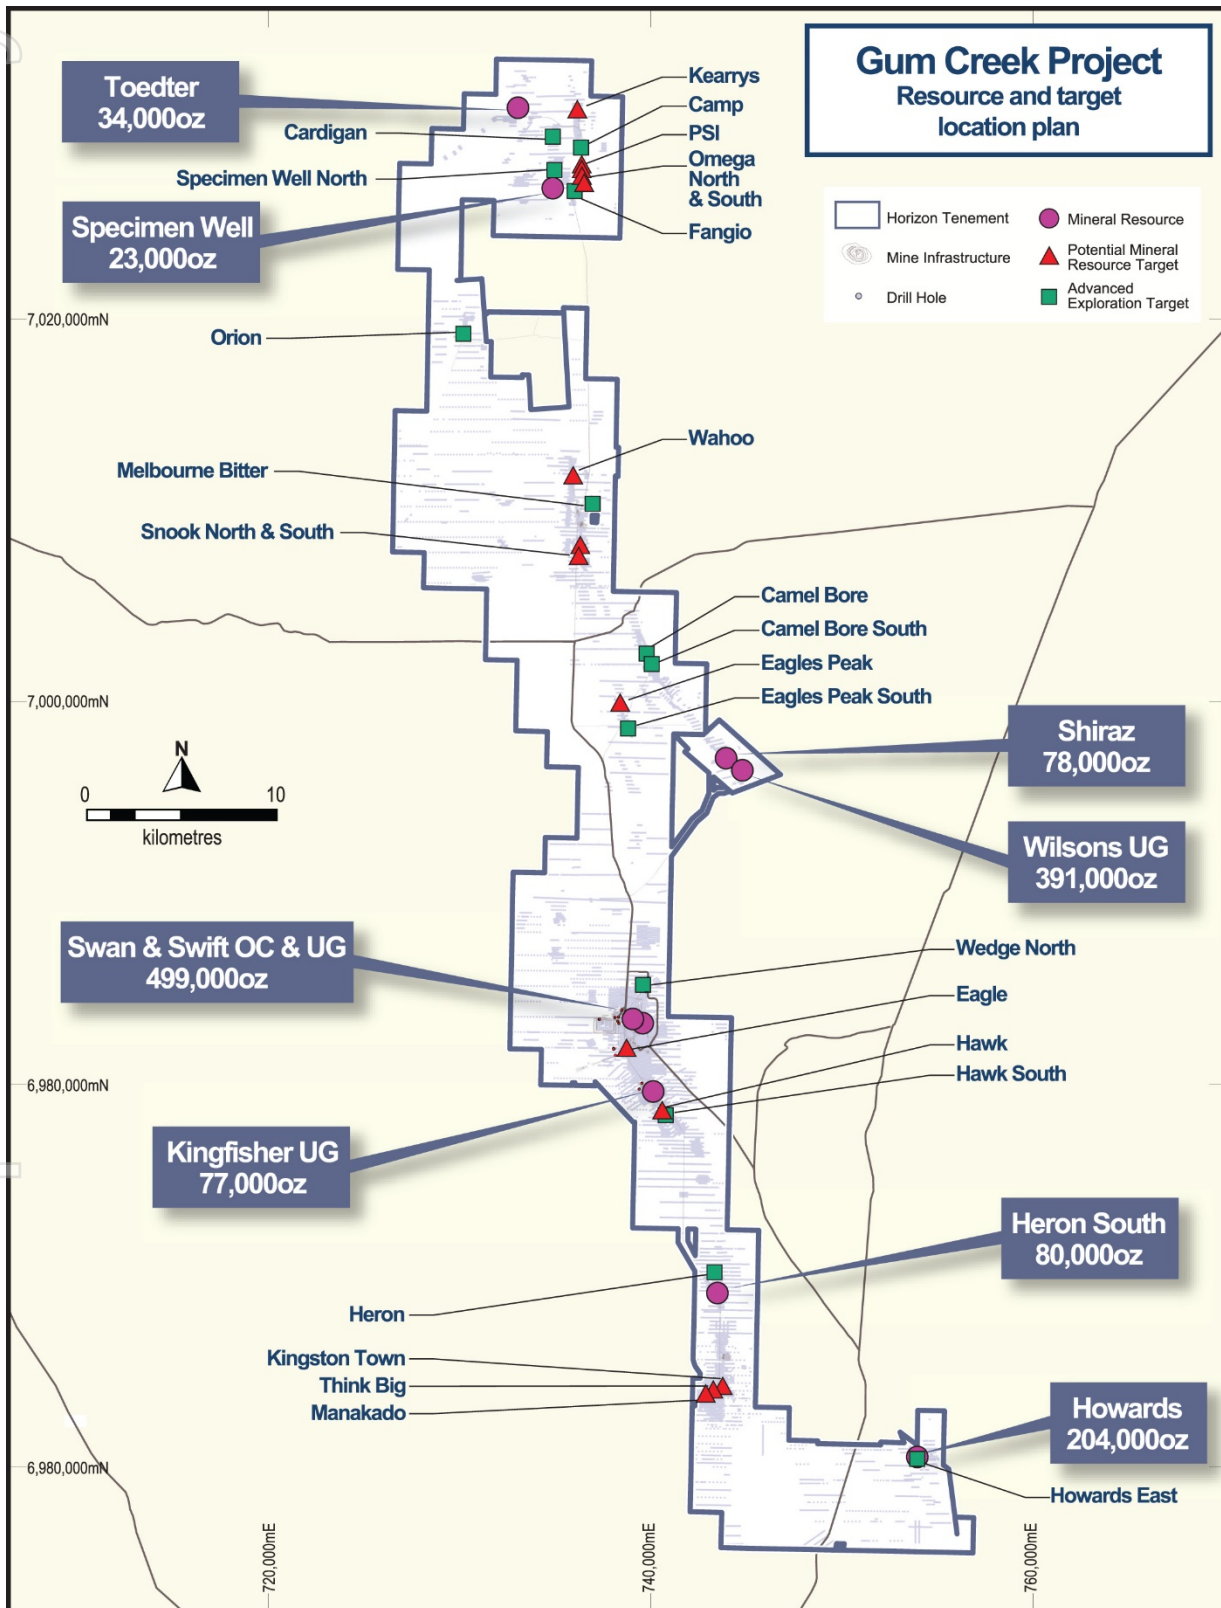 Gum Creek Project
Resource and target
location plan
Toedter
34,000oz
Kearrys
Camp
Cardigan
PSI
Omega
North
& South
Specimen Well North
Fangio
Specimen Well
23,000oz
Horizon Tenement
Mine Infrastructure
Drill Hole
Mineral Resource
Potential Mineral
Resource Target
Advanced
Exploration Target
7,020,000mN
Orion
Wahoo
Melbourne Bitter
Snook North & South
Camel Bore
Camel Bore South
Eagles Peak
Eagles Peak South
7,000,000mN
Shiraz
78,000oz
N
0
10
kilometres
Wilsons UG
391,000oz
Swan & Swift OC & UG
499,000oz
Wedge North
Eagle
Hawk
Hawk South
6,980,000mN
Kingfisher UG
77,000oz
Heron South
80,000oz
Heron
Kingston Town
Think Big
Manakado
Howards
204,000oz
6,980,000mN
Howards East
720,000mE
740,000mE
760,000mE